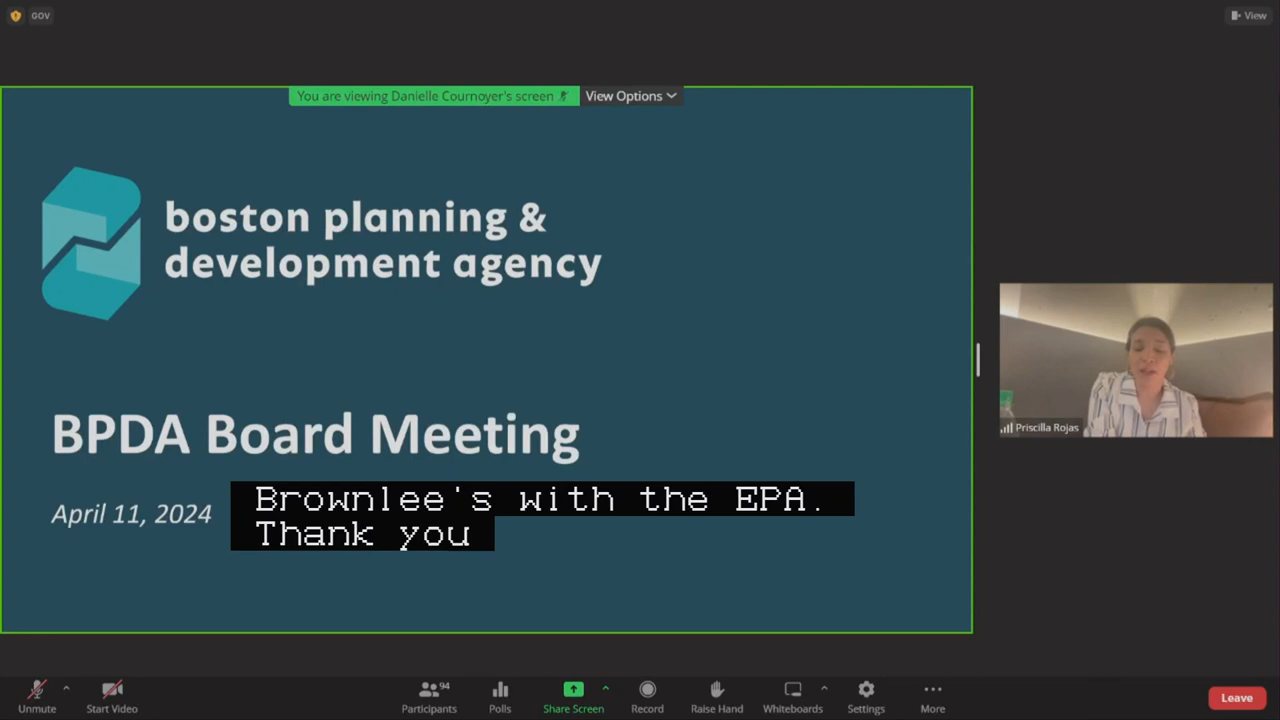 GOV
View
You are viewing Danielle Cournoyer's screen
View Options
boston planning &
development agency
BPDA Board Meeting
April 11, 2024
Brownlee's with the EPA.
Thank you
Priscilla Rojas
Unmute
Start Video
94
Participants
Polls
Share Screen
Record
Raise Hand
Whiteboards
Settings
More
Leave